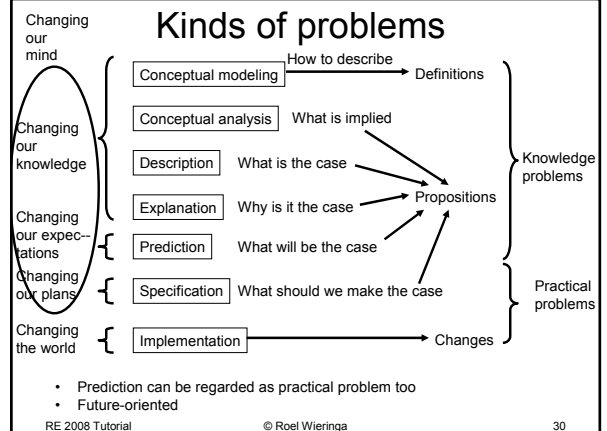 Kinds of problems
Changing
our
mind
How to describe
Conceptual modeling
Definitions
Conceptual analysis
What is implied
Changing
our
knowledge
Description
What is the case
Knowledge
problems
Explanation
Why is it the case
Propositions
Changing
our expec--
tations
Prediction
What will be the case
Changing
our plans
Specification
What should we make the case
Practical
problems
Changing
the world
Implementation
Changes
• Prediction can be regarded as practical problem too
• Future-oriented
RE 2008 Tutorial
© Roel Wieringa
30